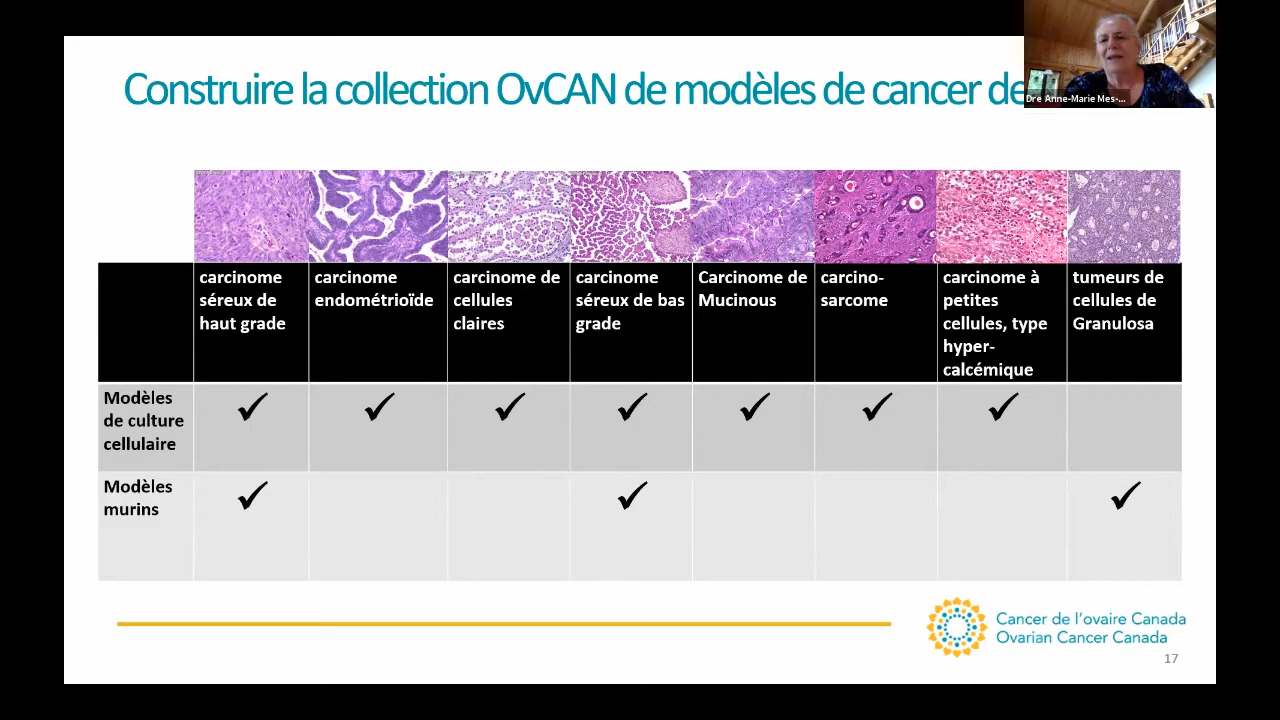 Construire la collection OvCAN de modèles de cancer de
Dre Anne-Marie Mes-...
carcinome
séreux de
haut grade
carcinome
endométrioïde
carcinome de
cellules
claires
carcinome
séreux de bas
grade
Carcinome de
Mucinous
carcino-
sarcome
carcinome à
petites
cellules, type
hyper-
calcémique
tumeurs de
cellules de
Granulosa
Modèles
de culture
cellulaire
Modèles
murins
Cancer de l'ovaire Canada
Ovarian Cancer Canada
17